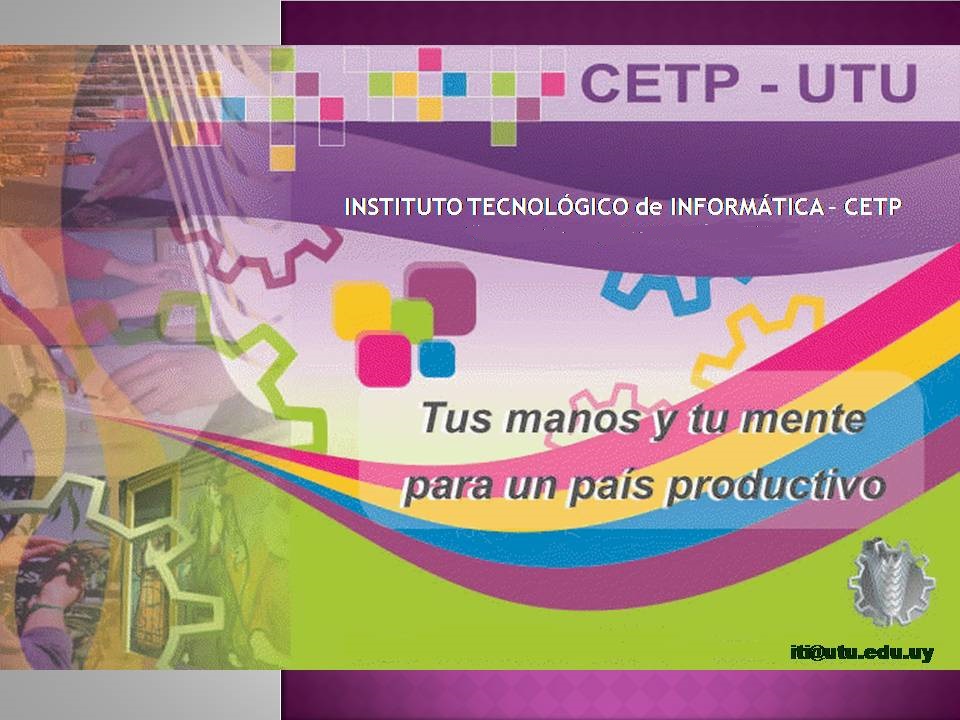 CETP - UTU
INSTITUTO TECNOLÓGICO de INFORMÁTICA - CETP
Tus manos y tu mente
para un país productivo
iti@utu.edu.uy